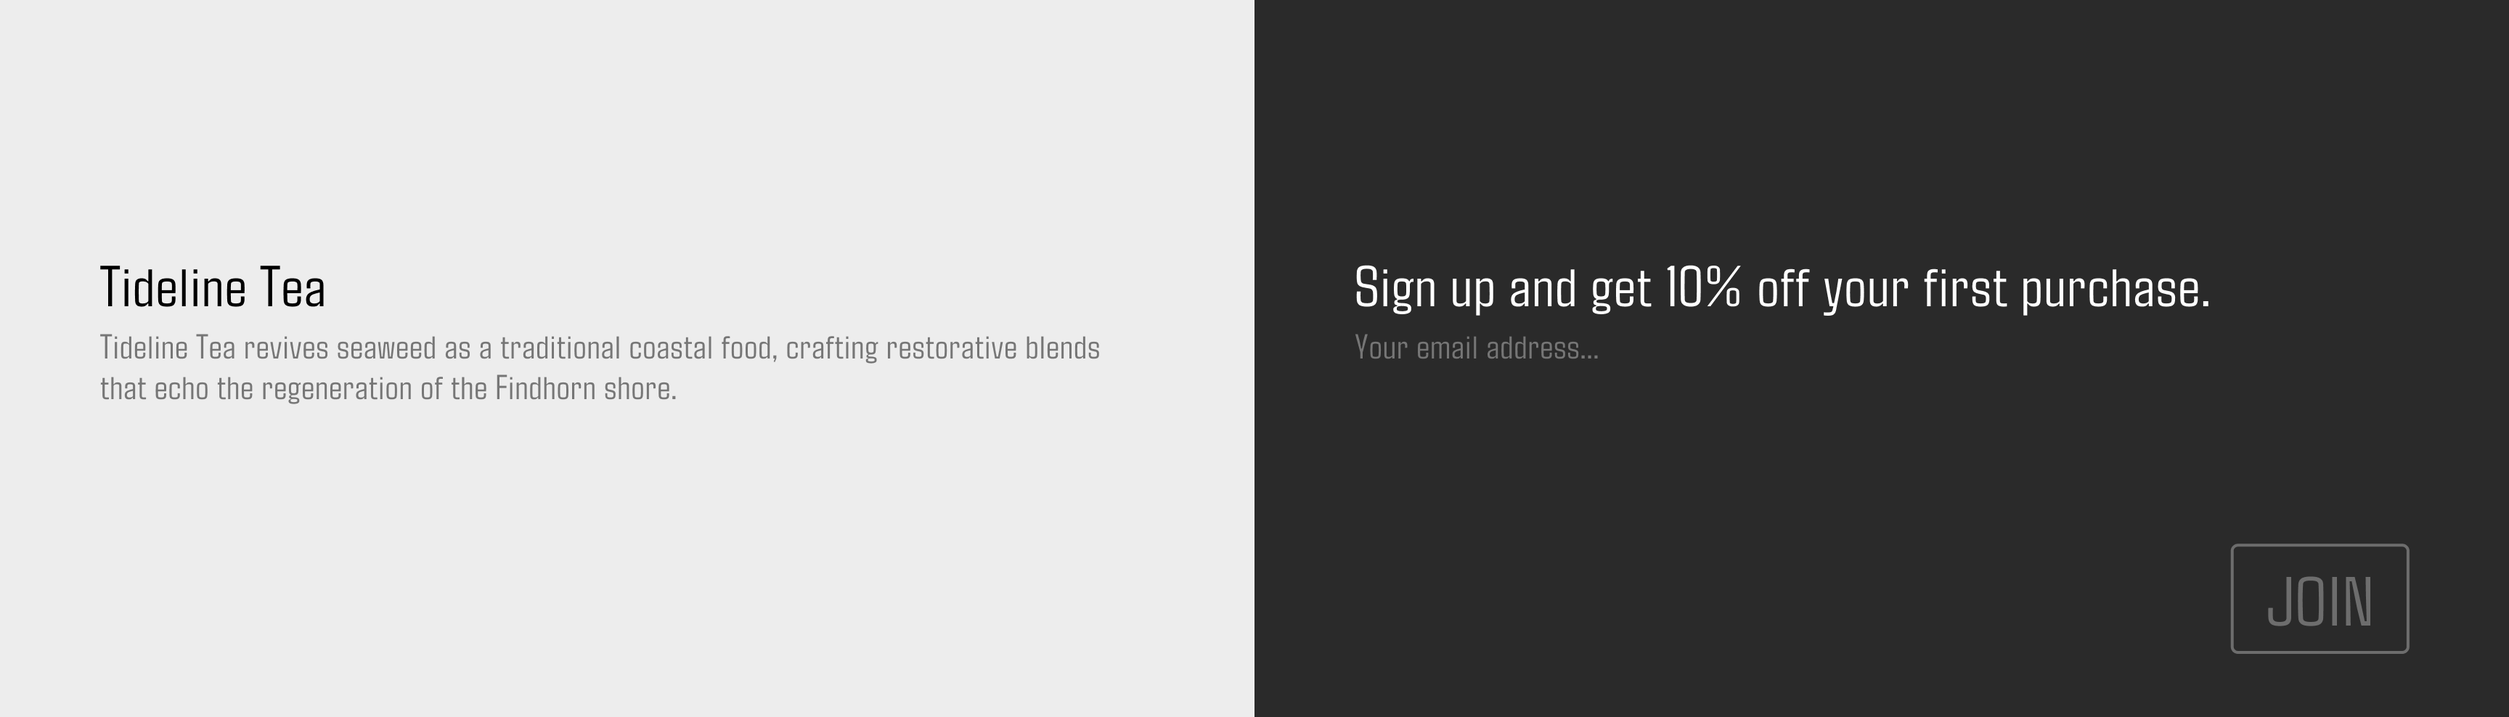 Tideline Tea
Tideline Tea revives seaweed as a traditional coastal food, crafting restorative blends
that echo the regeneration of the Findhorn shore.
Sign up and get 10% off your first purchase.
Your email address...
JOIN